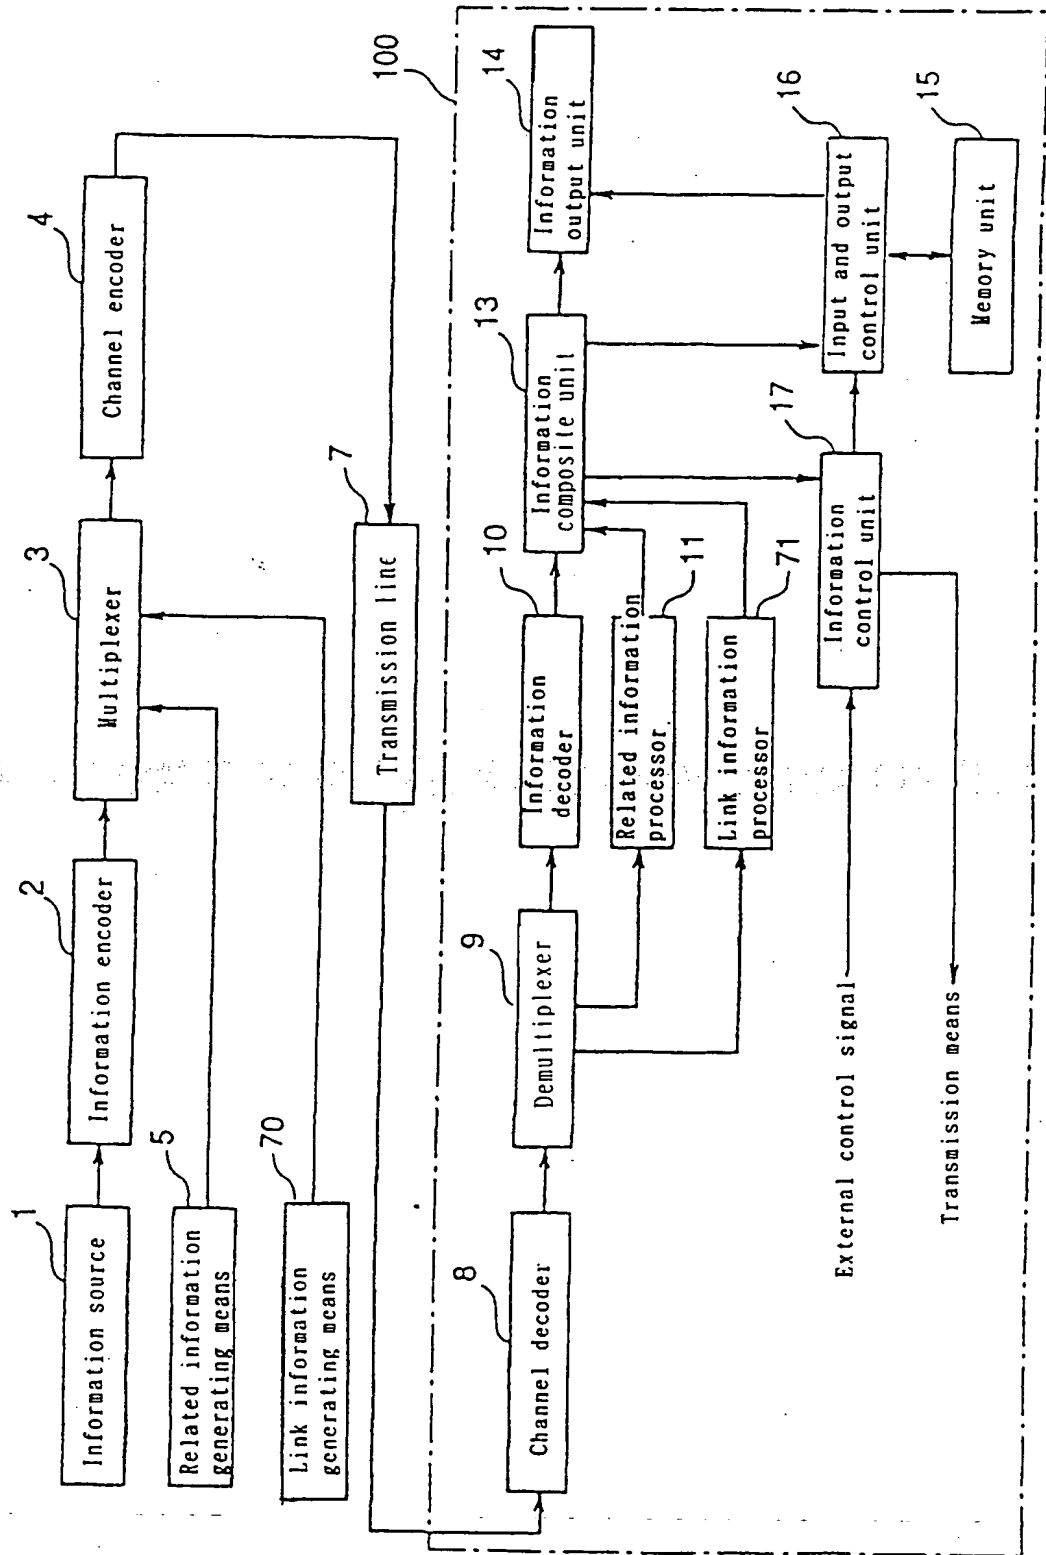 1
Information source
2
Information encoder
3
Multiplexer
4
Channel encoder
5
Related information
generating means
70
Link information
generating means
7
Transmission line
100
8
Channel decoder
9
Demultiplexer
10
Information
decoder
11
Related information
processor
71
Link information
processor
13
Information
composite unit
14
Information
output unit
17
Information
control unit
16
Input and output
control unit
15
Memory unit
External control signal
Transmission means